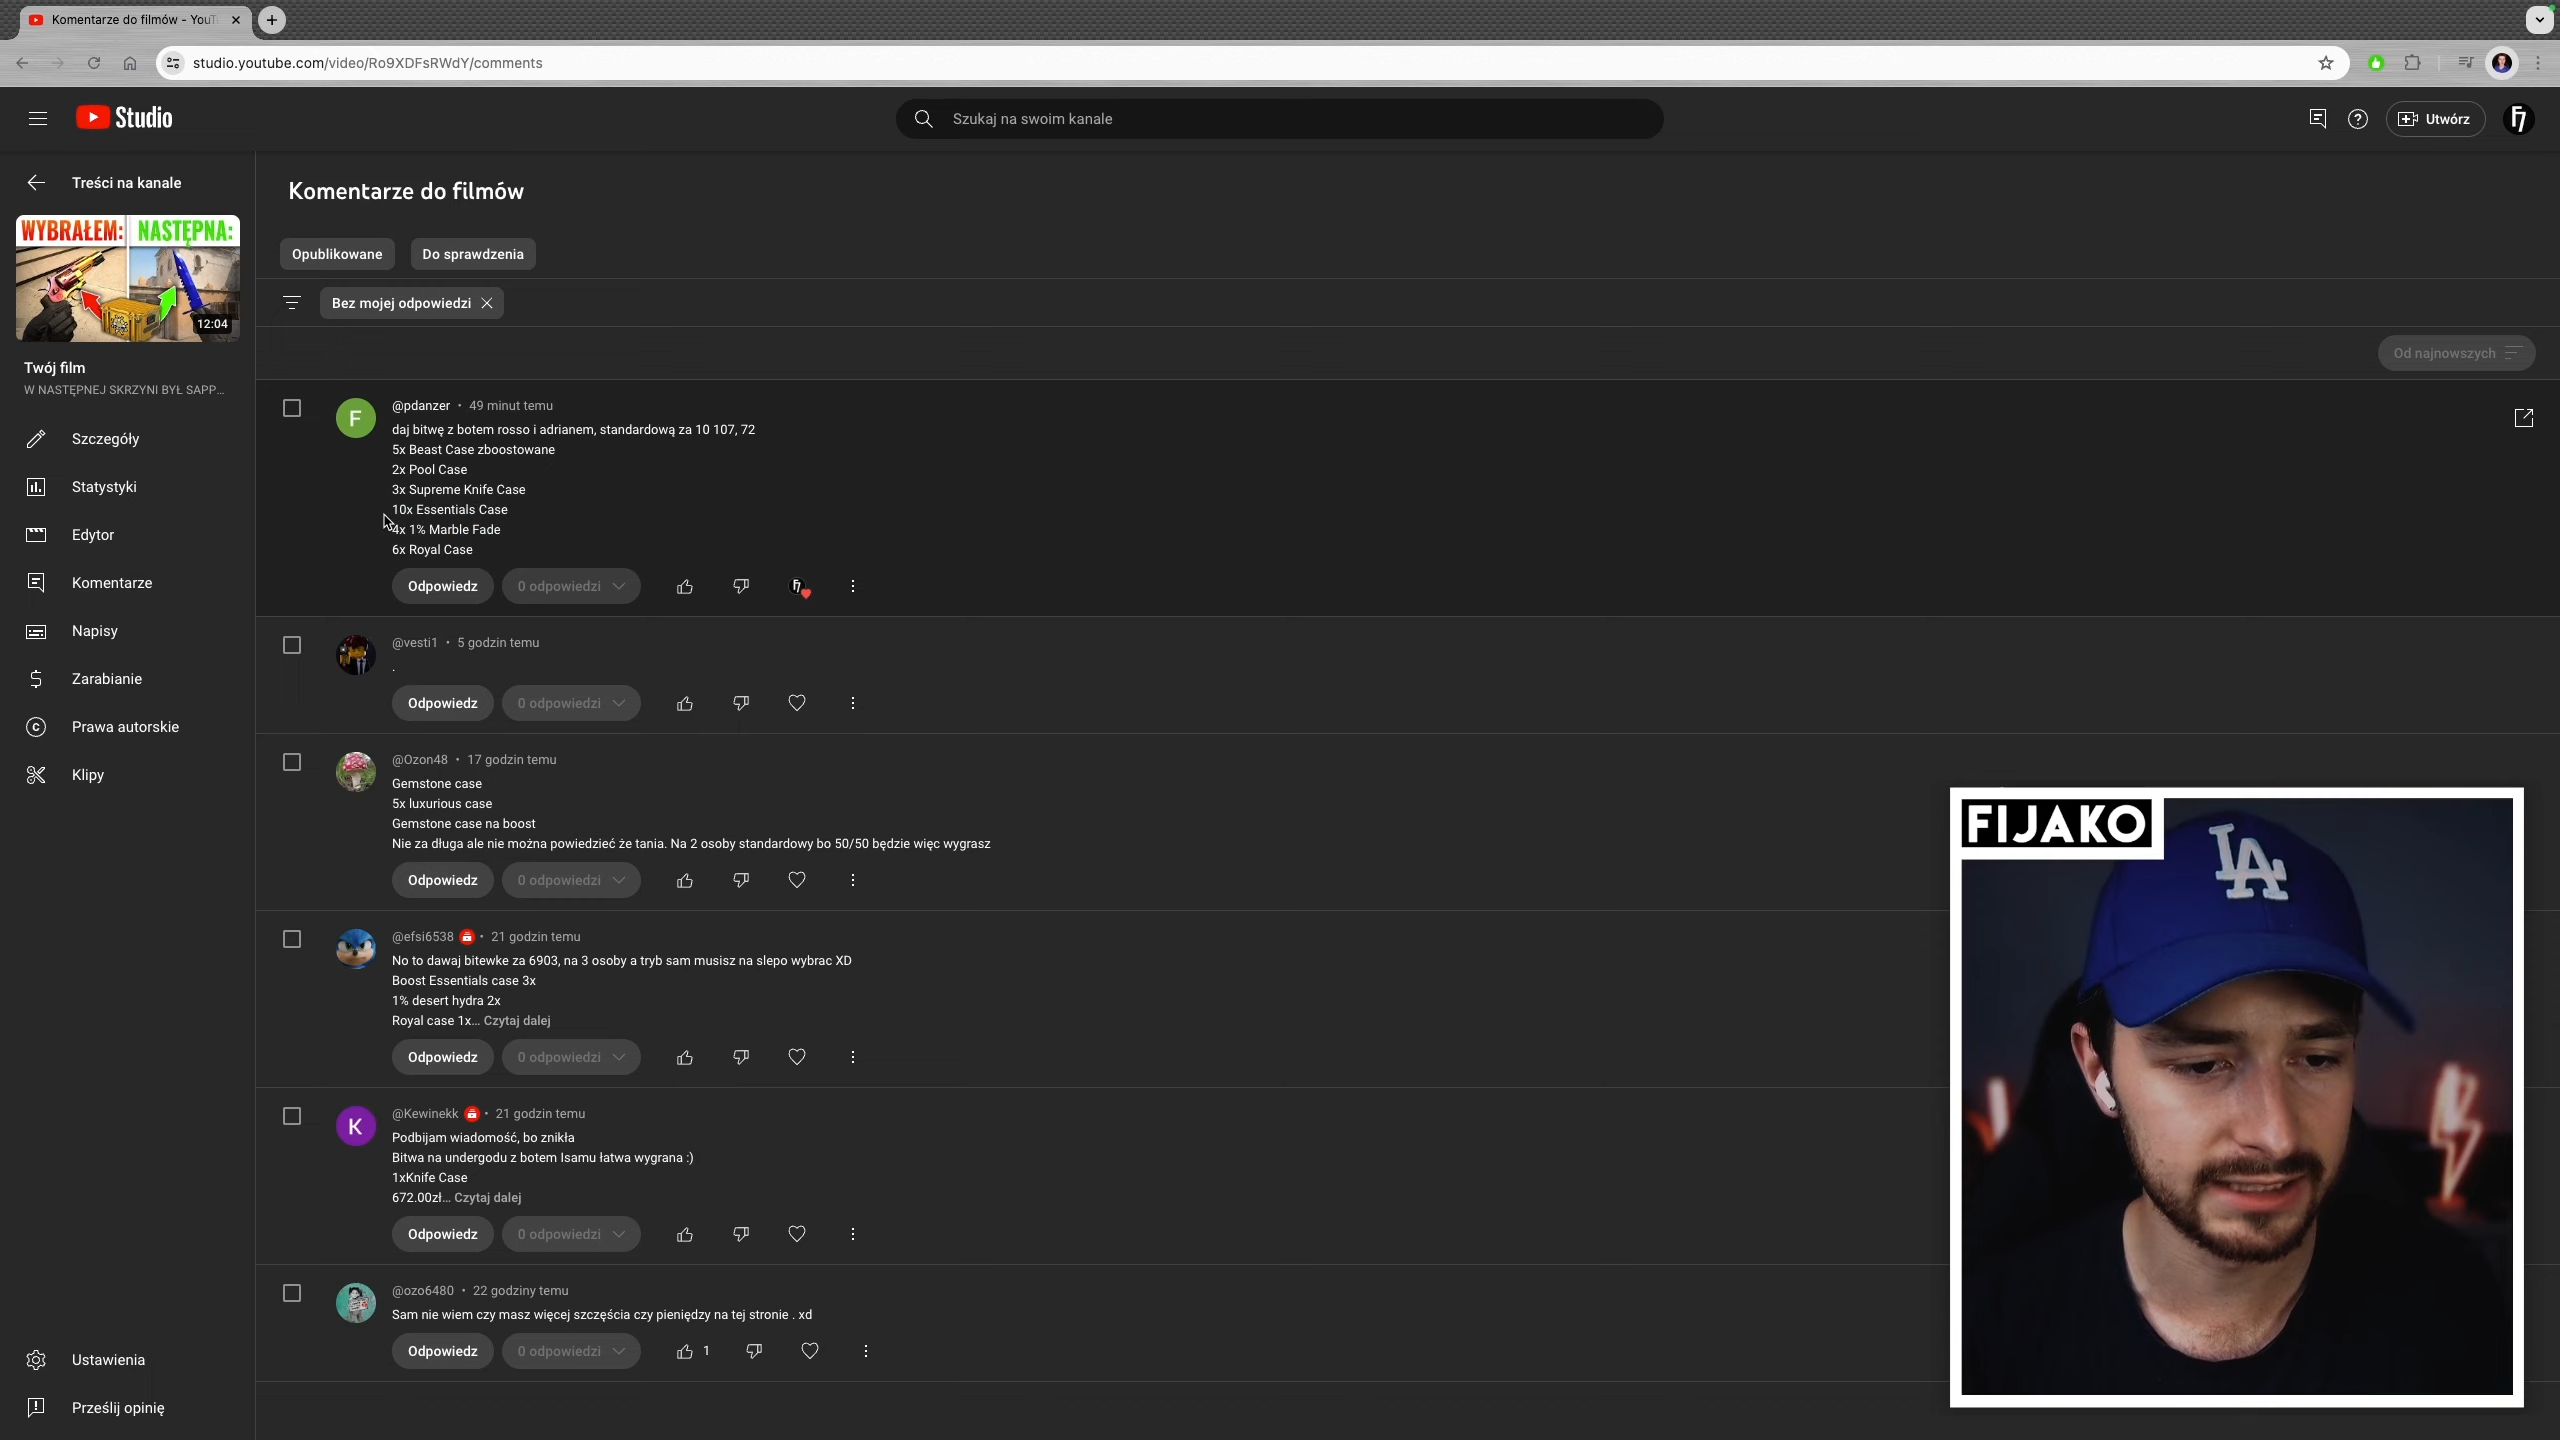 Komentarze do filmów - YouT
studio.youtube.com/video/Ro9XDFsRWdY/comments
Studio
Szukaj na swoim kanale
Utwórz
Treści na kanale
WYBRAŁEM: NASTĘPNA:
12:04
Twój film
W NASTĘPNEJ SKRZYNI BYŁ SAPP...
Szczegóły
Statystyki
Edytor
Komentarze
Napisy
Zarabianie
Prawa autorskie
Klipy
Ustawienia
Prześlij opinię
Komentarze do filmów
Opublikowane
Do sprawdzenia
Bez mojej odpowiedzi
Od najnowszych
F
@pdanzer • 49 minut temu
daj bitwę z botem rosso i adrianem, standardową za 10 107, 72
5x Beast Case zboostowane
2x Pool Case
3x Supreme Knife Case
10x Essentials Case
4x 1% Marble Fade
6x Royal Case
Odpowiedz 0 odpowiedzi
@vesti1 • 5 godzin temu
.
Odpowiedz 0 odpowiedzi
@Ozon48 • 17 godzin temu
Gemstone case
5x luxurious case
Gemstone case na boost
Nie za długa ale nie można powiedzieć że tania. Na 2 osoby standardowy bo 50/50 będzie więc wygrasz
Odpowiedz 0 odpowiedzi
@efsi6538 • 21 godzin temu
No to dawaj bitewke za 6903, na 3 osoby a tryb sam musisz na slepo wybrac XD
Boost Essentials case 3x
1% desert hydra 2x
Royal case 1x... Czytaj dalej
Odpowiedz 0 odpowiedzi
K
@Kewinekk • 21 godzin temu
Podbijam wiadomość, bo znikła
Bitwa na undergodu z botem Isamu łatwa wygrana :)
1xKnife Case
672.00zł... Czytaj dalej
Odpowiedz 0 odpowiedzi
@ozo6480 • 22 godziny temu
Sam nie wiem czy masz więcej szczęścia czy pieniędzy na tej stronie . xd
Odpowiedz 0 odpowiedzi 1
FIJAKO
LA